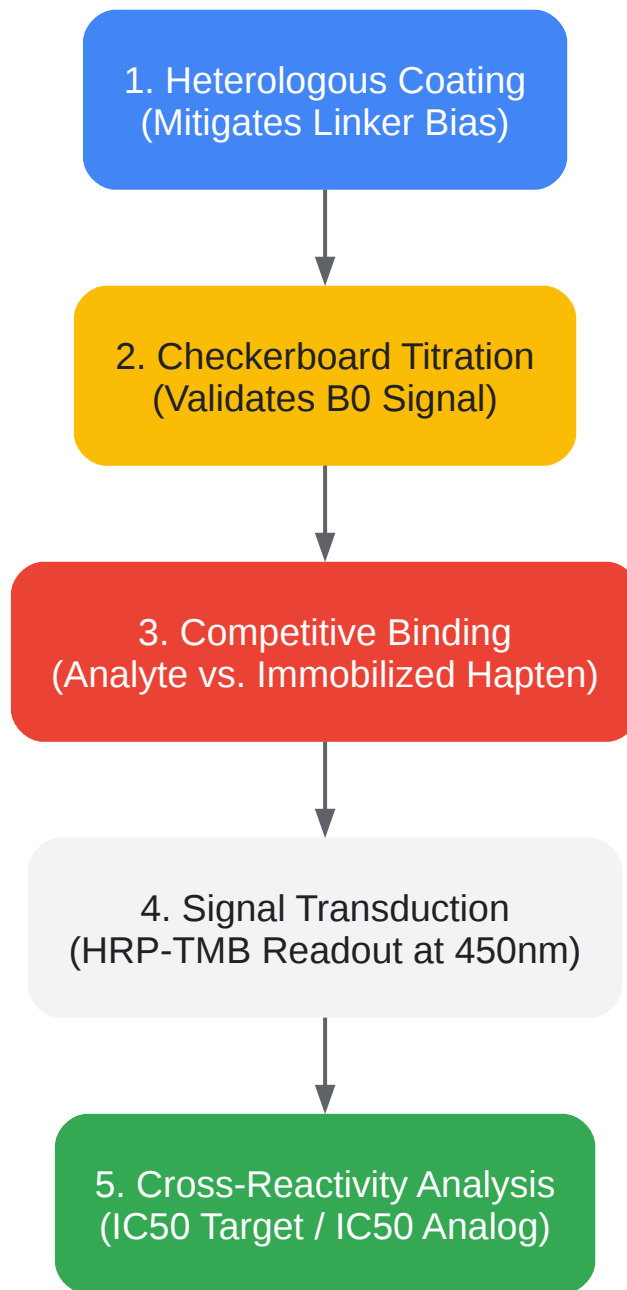 1. Heterologous Coating
(Mitigates Linker Bias)
2. Checkerboard Titration
(Validates B0 Signal)
3. Competitive Binding
(Analyte vs. Immobilized Hapten)
4. Signal Transduction
(HRP-TMB Readout at 450nm)
5. Cross-Reactivity Analysis
(IC50 Target / IC50 Analog)